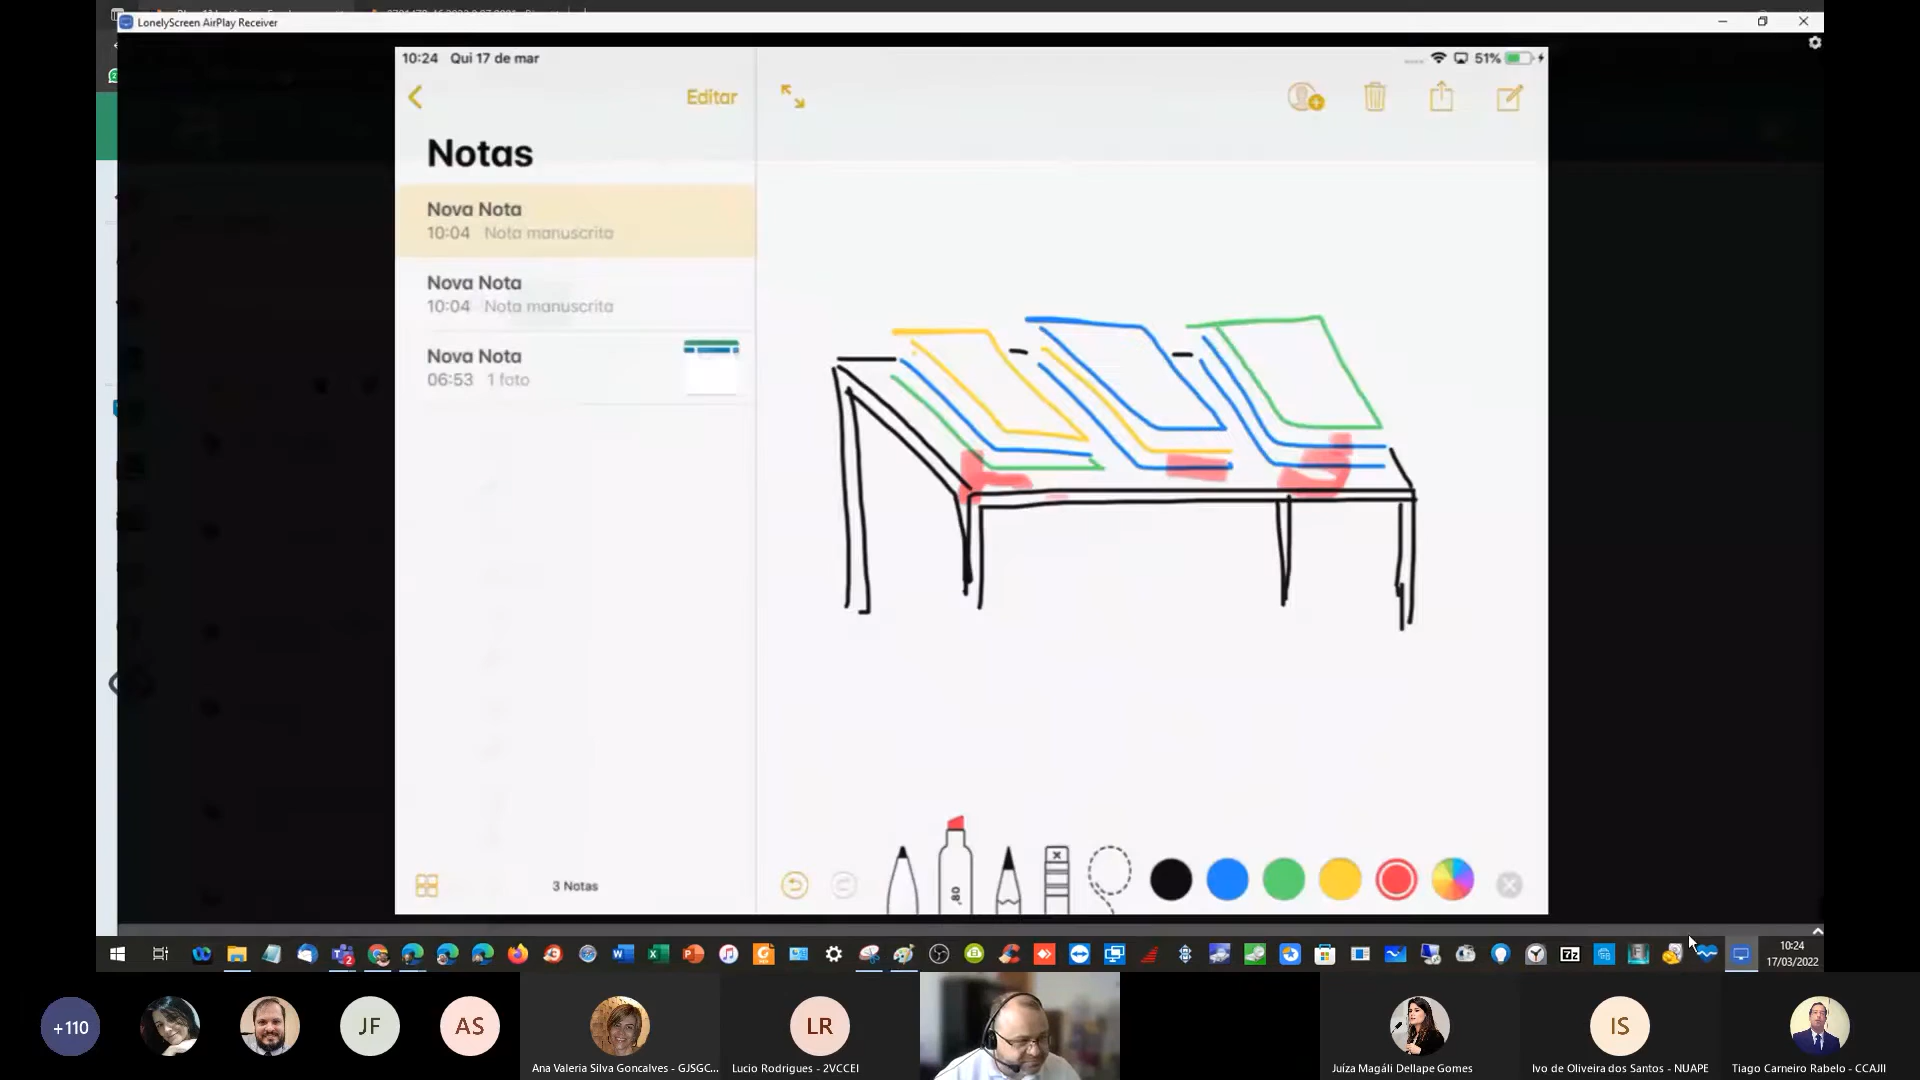 LonelyScreen AirPlay Receiver
10:24 Qui 17 de mar
51%
Editar
Notas
Nova Nota
10:04 Nota manuscrita
Nova Nota
10:04 Nota manuscrita
Nova Nota
06:53 1 foto
3 Notas
80
10:24
17/03/2022
+110
JF
AS
LR
IS
Ana Valeria Silva Goncalves - GJSGC...
Lucio Rodrigues - 2VCCEI
Juíza Magáli Dellape Gomes
Ivo de Oliveira dos Santos - NUAPE
Tiago Carneiro Rabelo - CCAJII